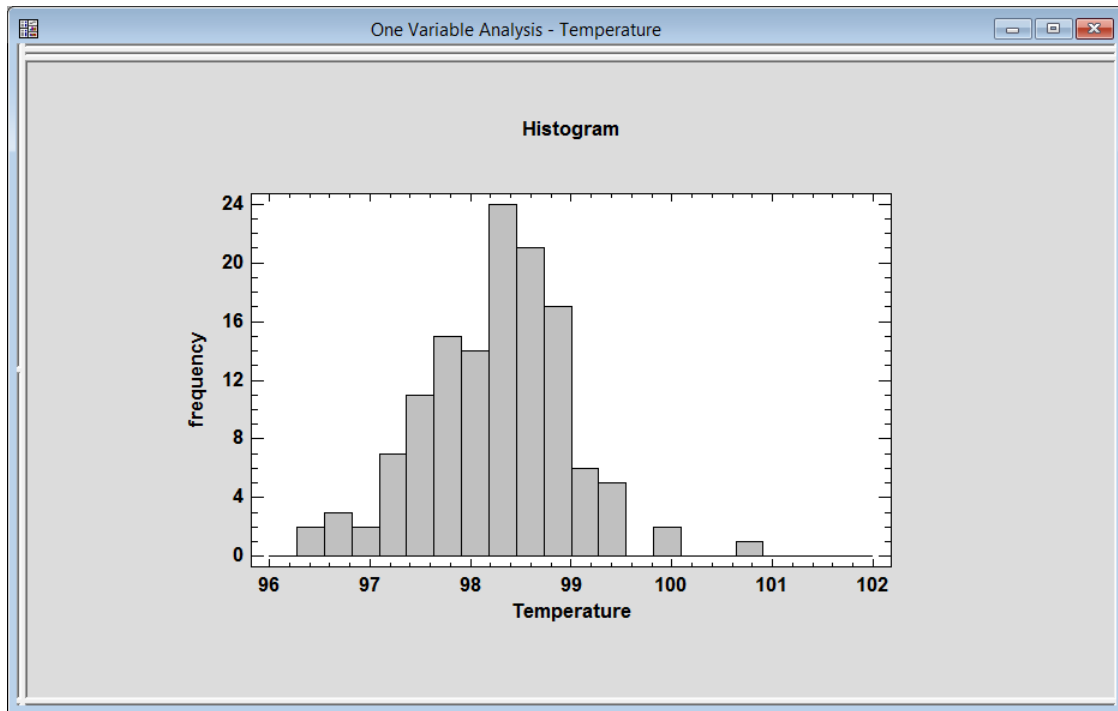 One Variable Analysis - Temperature
Histogram
24
20
16
12
8
4
0
frequency
96 97 98 99 100 101 102
Temperature